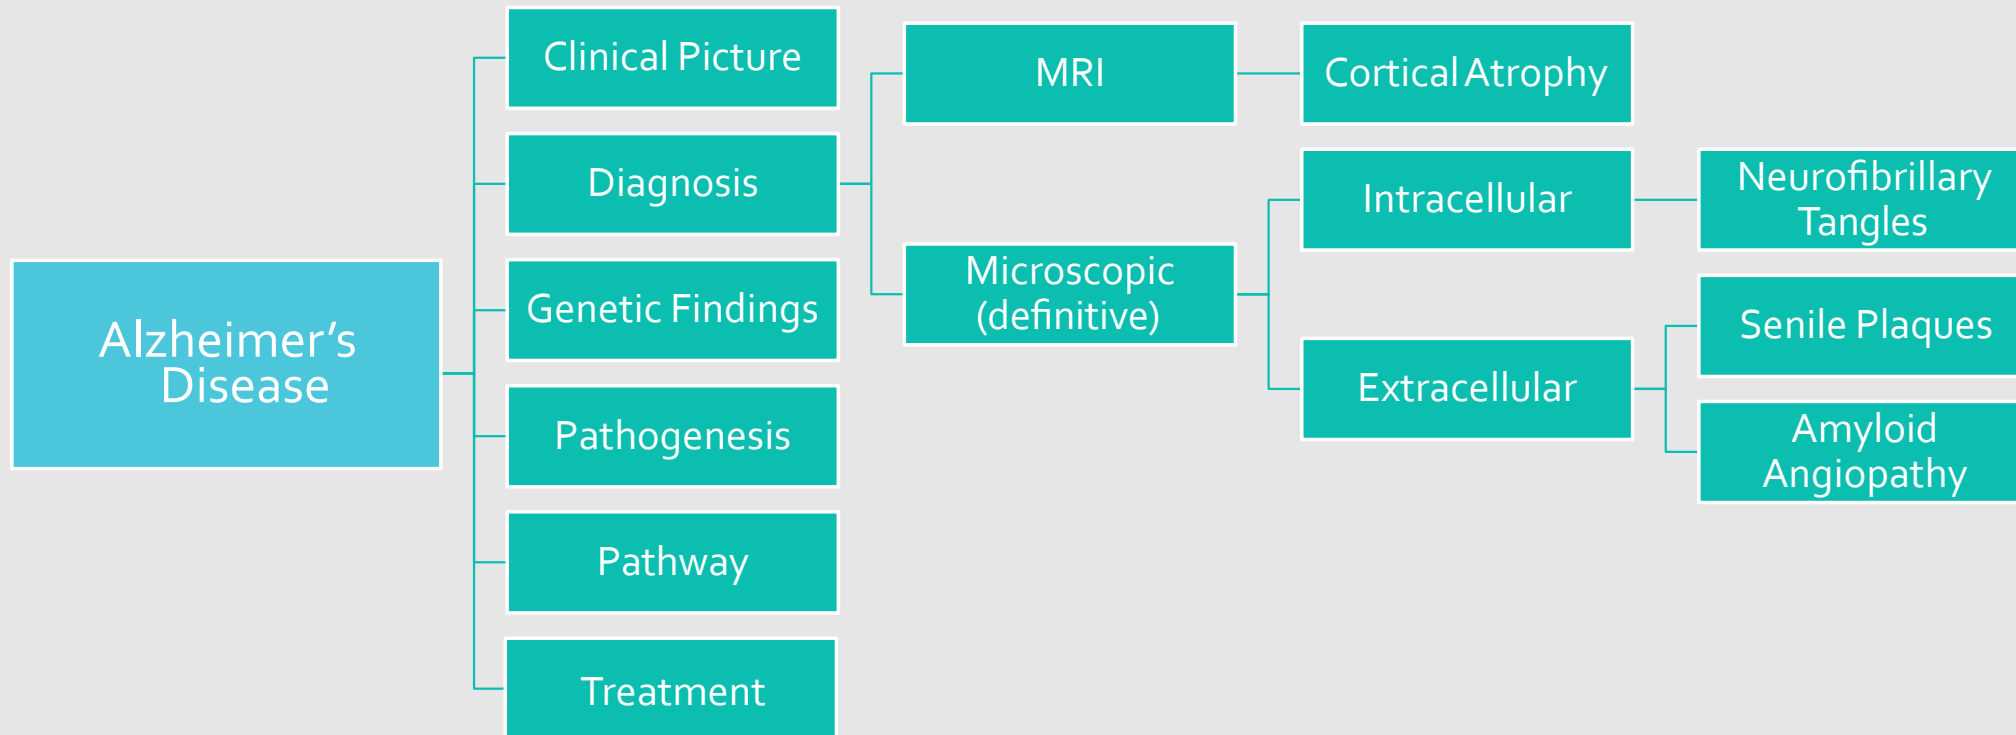 Alzheimer's
Disease
Clinical Picture
Diagnosis
Genetic Findings
Pathogenesis
Pathway
Treatment
MRI
Microscopic
(definitive)
Cortical Atrophy
Intracellular
Extracellular
Neurofibrillary
Tangles
Senile Plaques
Amyloid
Angiopathy